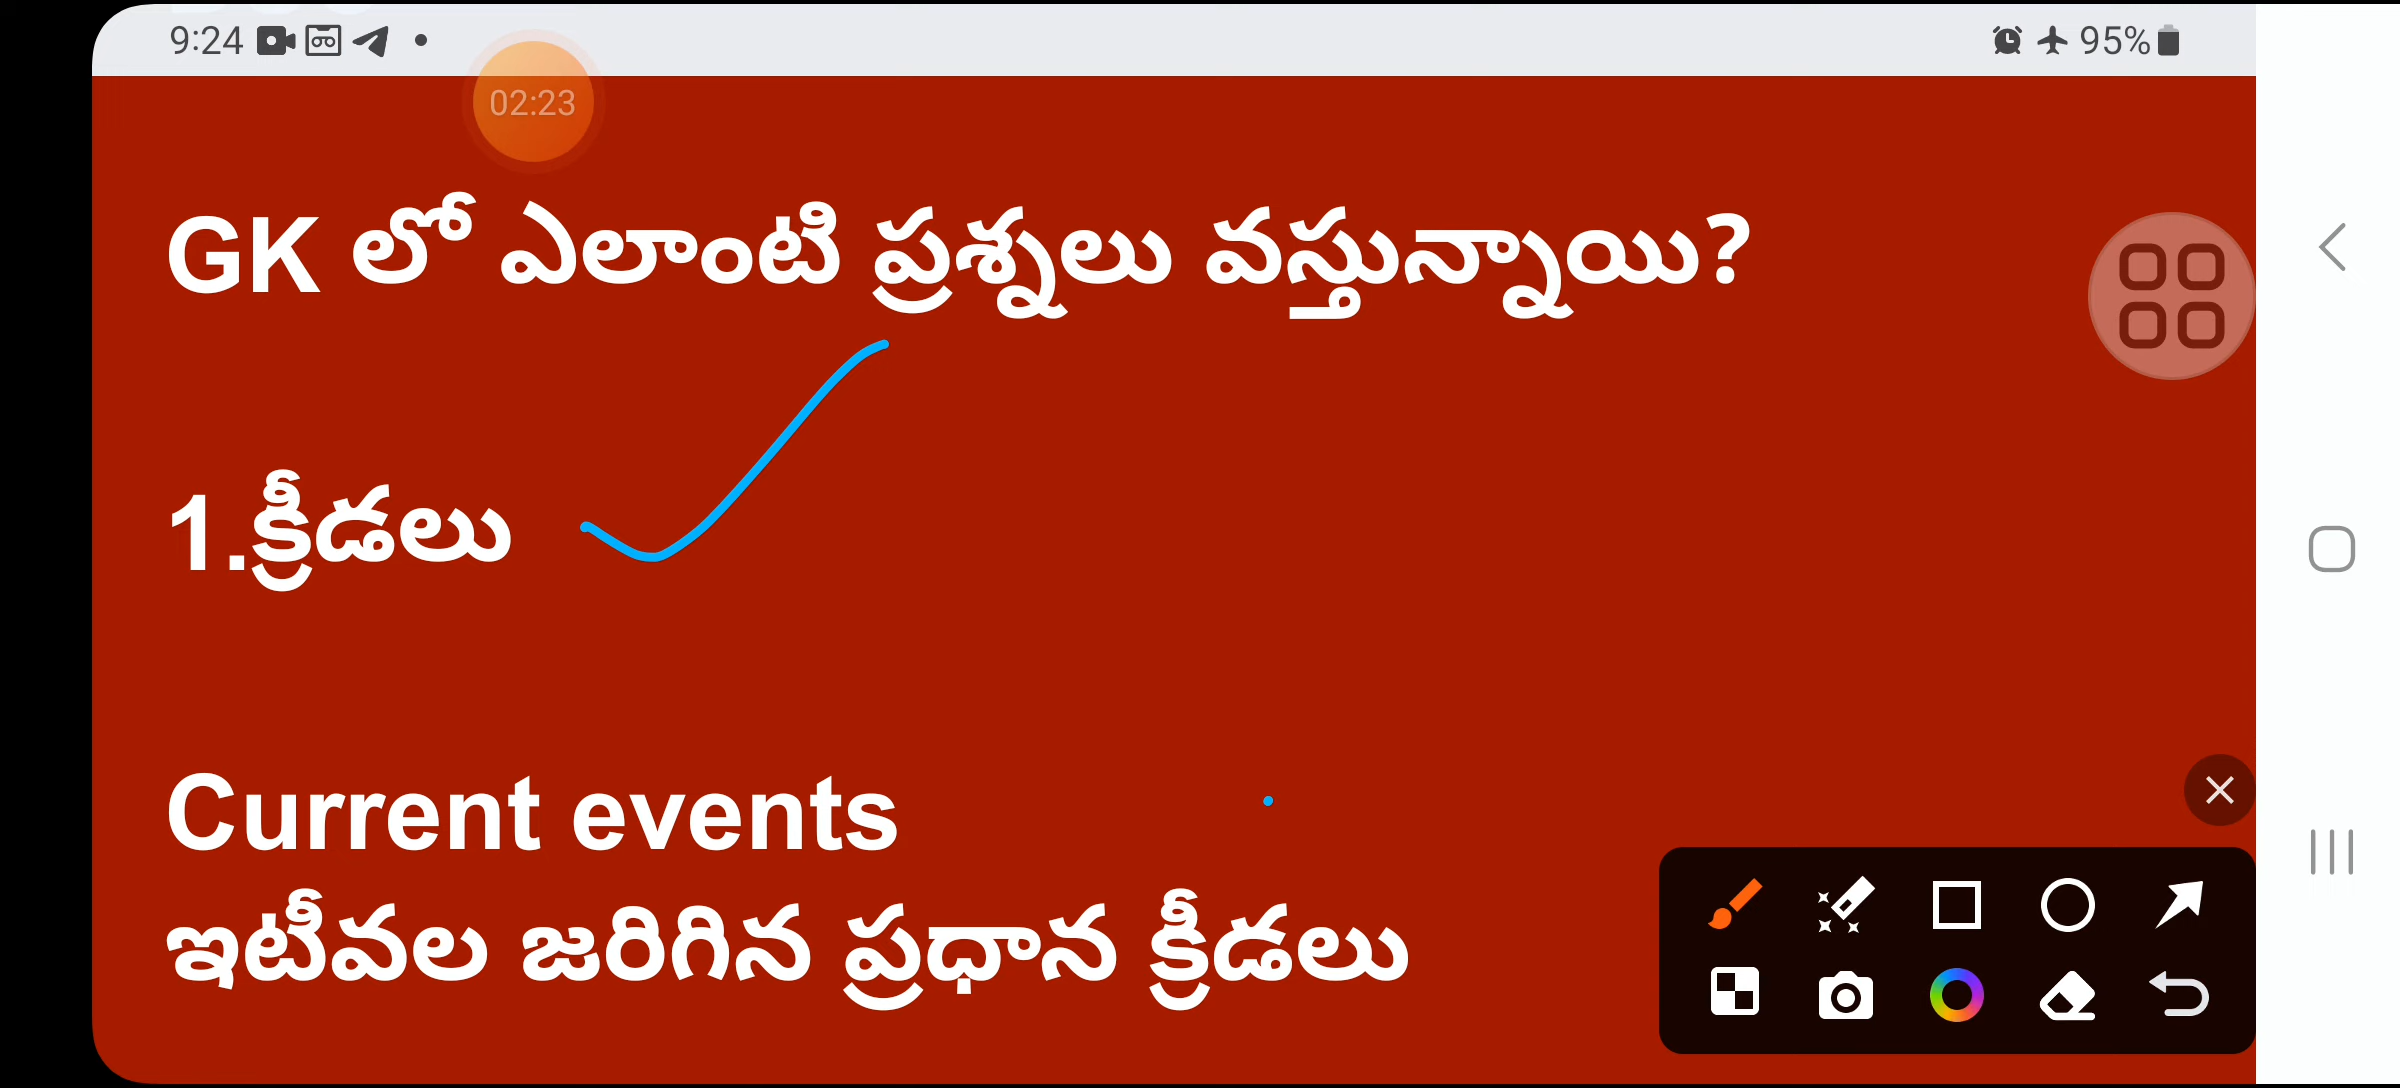 9:24
95%
02:23
GK లో ఎలాంటి ప్రశ్నలు వస్తున్నాయి?
1.క్రీడలు
Current events
ఇటీవల జరిగిన ప్రధాన క్రీడలు